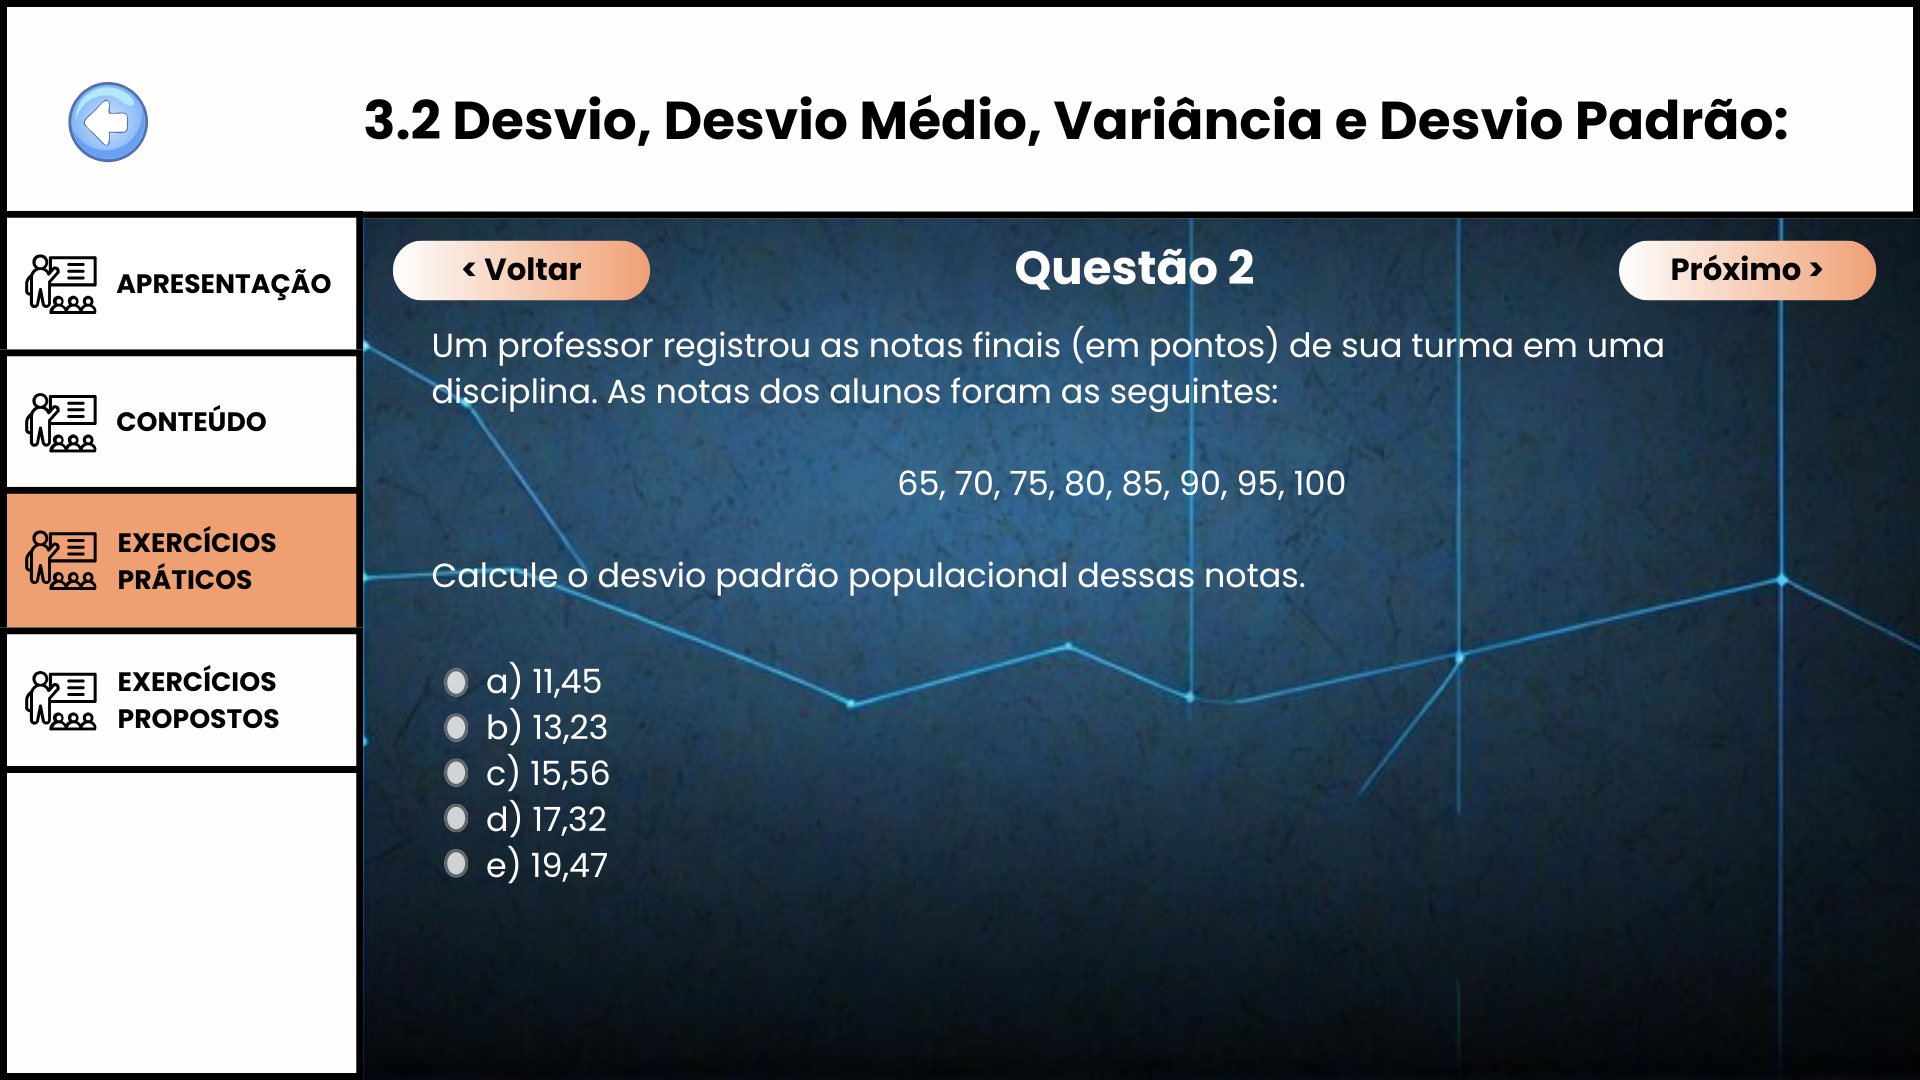 3.2 Desvio, Desvio Médio, Variância e Desvio Padrão:
APRESENTAÇÃO
CONTEÚDO
EXERCÍCIOS
PRÁTICOS
EXERCÍCIOS
PROPOSTOS
< Voltar
Questão 2
Próximo >
Um professor registrou as notas finais (em pontos) de sua turma em uma
disciplina. As notas dos alunos foram as seguintes:
65, 70, 75, 80, 85, 90, 95, 100
Calcule o desvio padrão populacional dessas notas.
a) 11,45
b) 13,23
c) 15,56
d) 17,32
e) 19,47